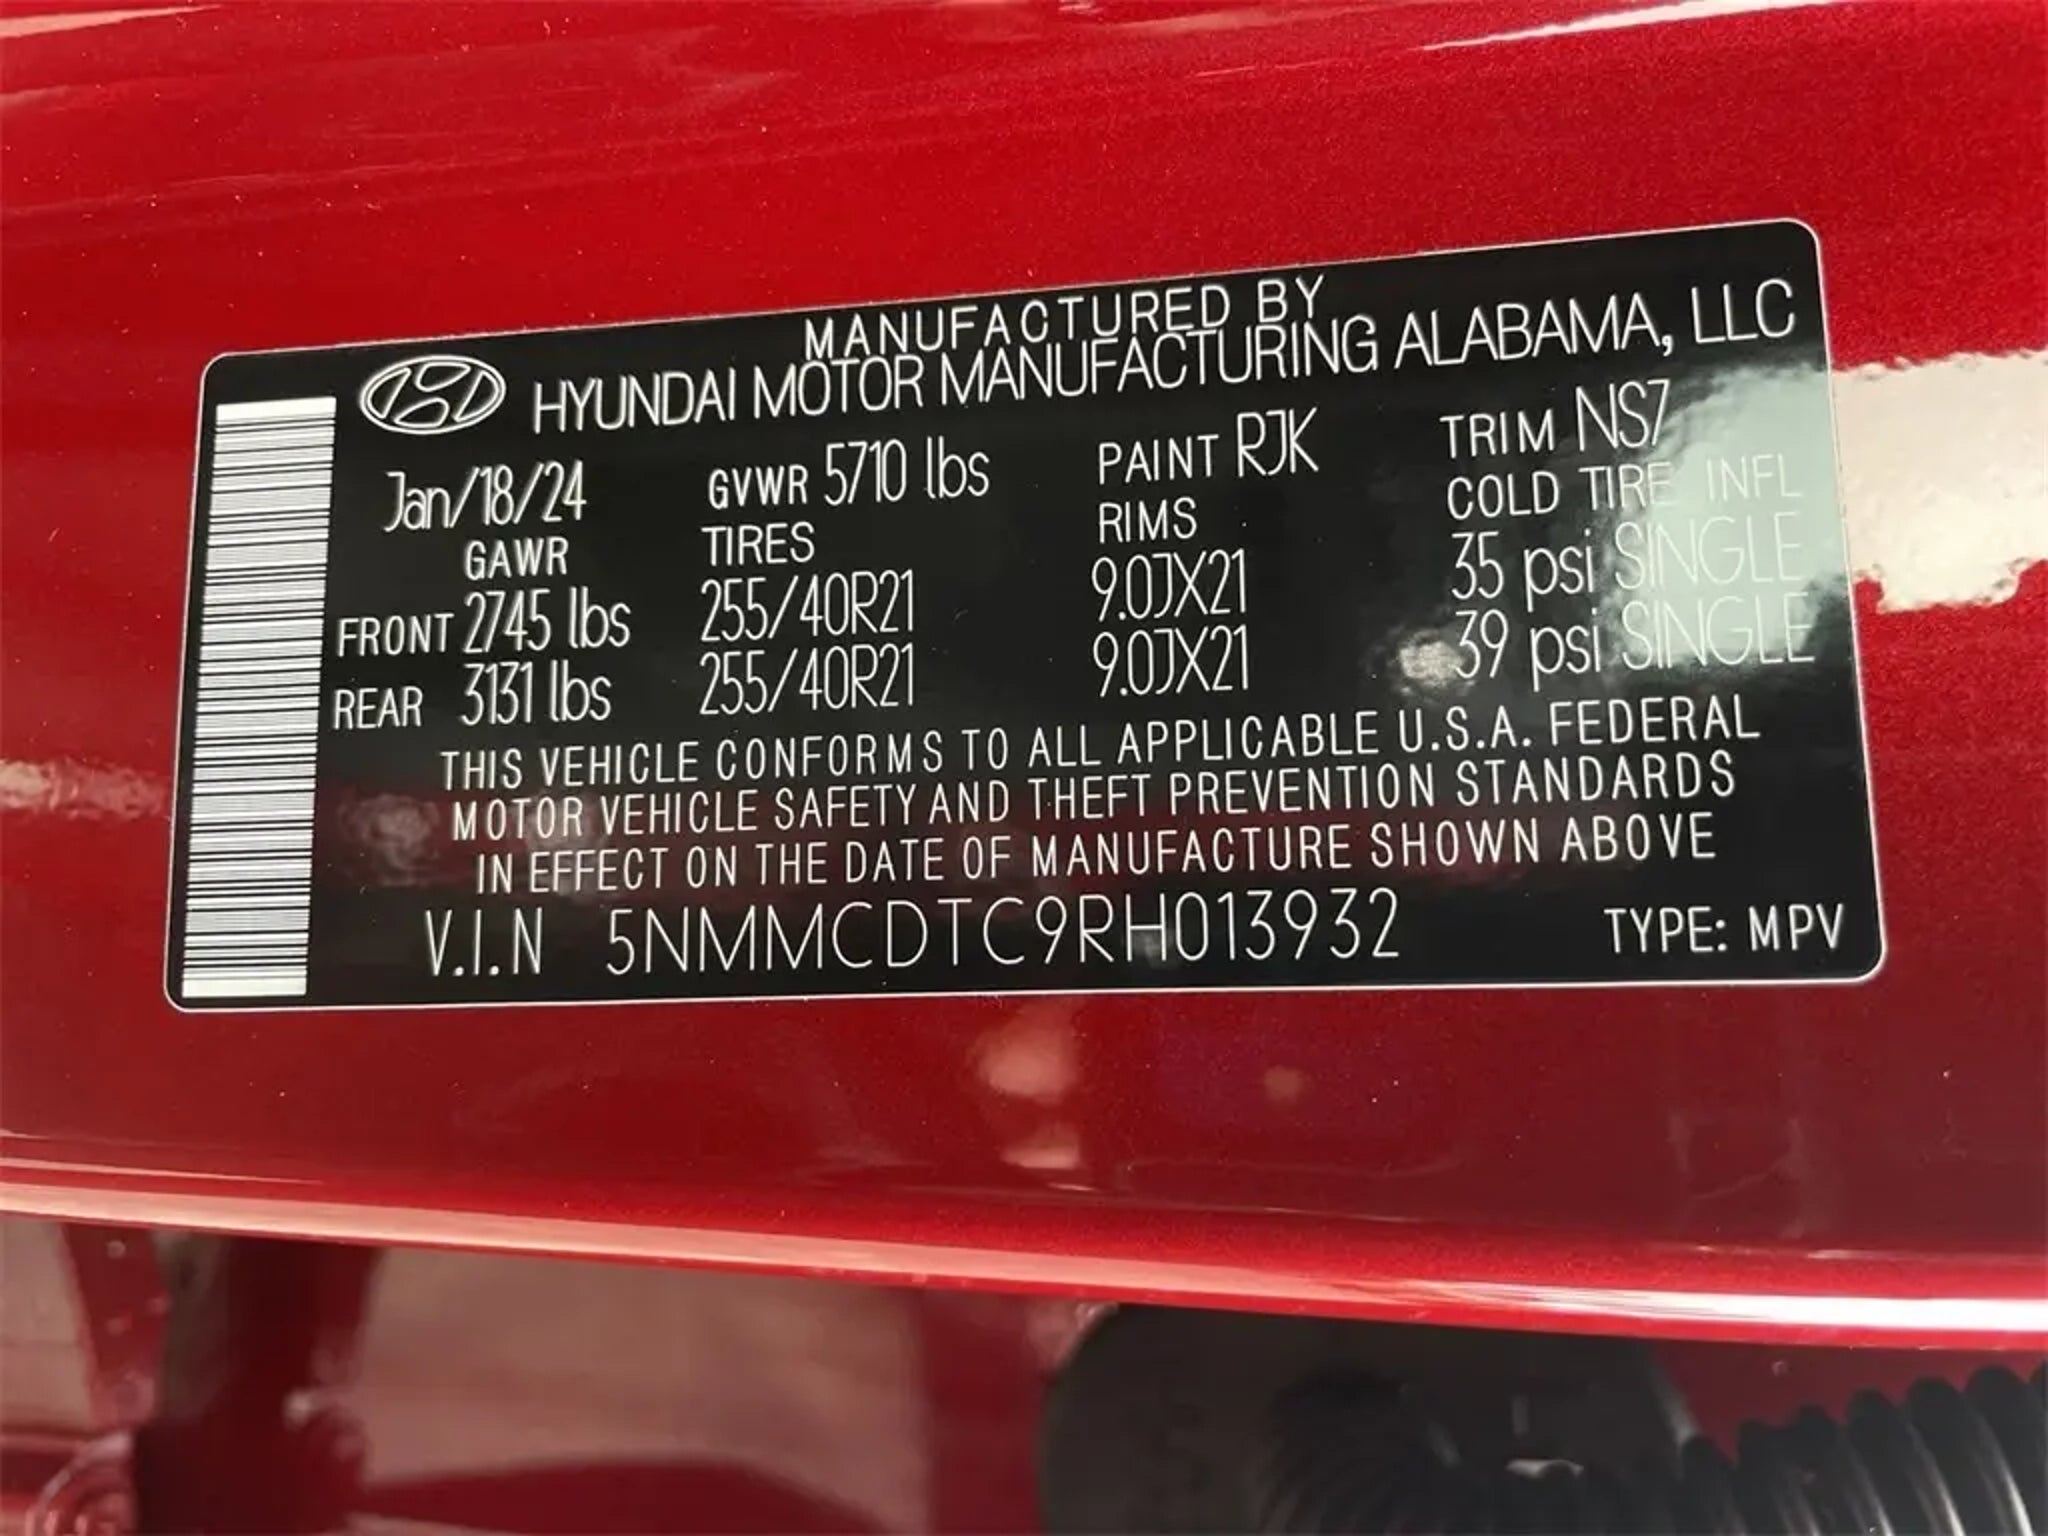 MANUFACTURED BY
HYUNDAI MOTOR MANUFACTURING ALABAMA, LLC
Jan/18/24 GVWR 5710 lbs PAINT RJK TRIM NS7
GAWR TIRES RIMS COLD TIRE INFL
FRONT 2745 lbs 255/40R21 9.0JX21 35 psi SINGLE
REAR 3131 lbs 255/40R21 9.0JX21 39 psi SINGLE
THIS VEHICLE CONFORMS TO ALL APPLICABLE U.S.A. FEDERAL
MOTOR VEHICLE SAFETY AND THEFT PREVENTION STANDARDS
IN EFFECT ON THE DATE OF MANUFACTURE SHOWN ABOVE
V.I.N 5NMMCDTC9RH013932 TYPE: MPV